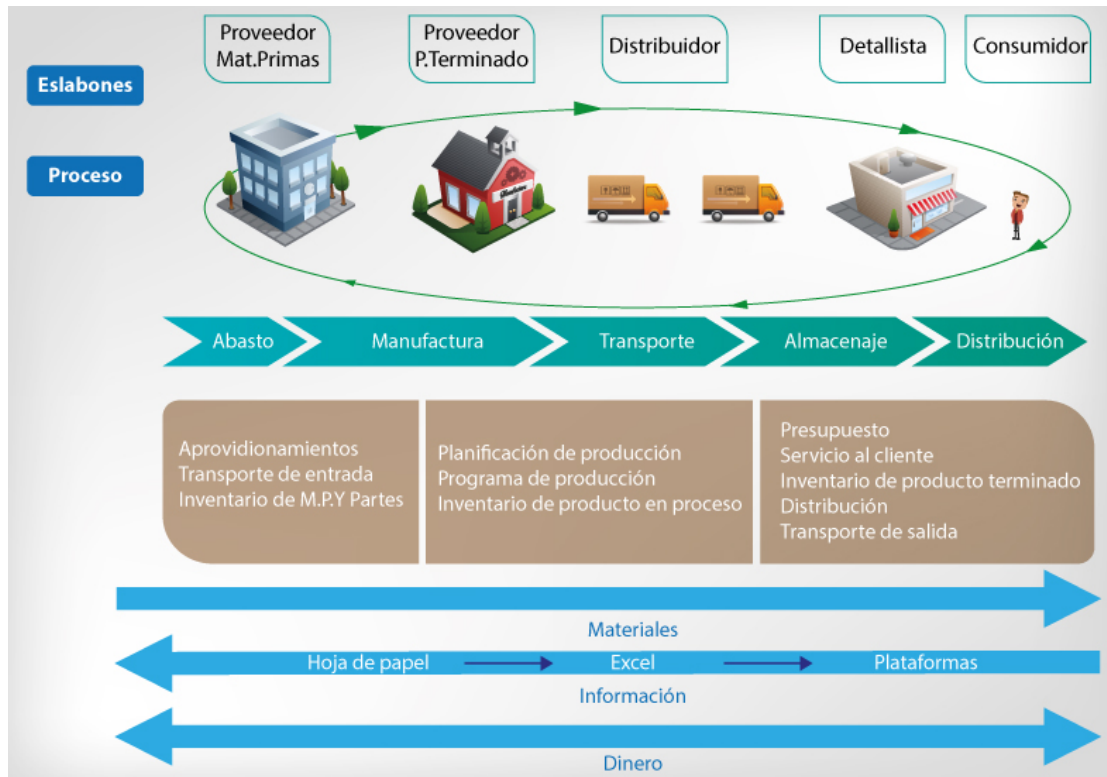 Proveedor
Mat.Primas
Proveedor
P.Terminado
Distribuidor
Detallista
Consumidor
Eslabones
Proceso
Abasto
Manufactura
Transporte
Almacenaje
Distribución
Aprovidionamientos
Transporte de entrada
Inventario de M.P.Y Partes
Planificación de producción
Programa de producción
Inventario de producto en proceso
Presupuesto
Servicio al cliente
Inventario de producto terminado
Distribución
Transporte de salida
Materiales
Hoja de papel
Excel
Plataformas
Información
Dinero